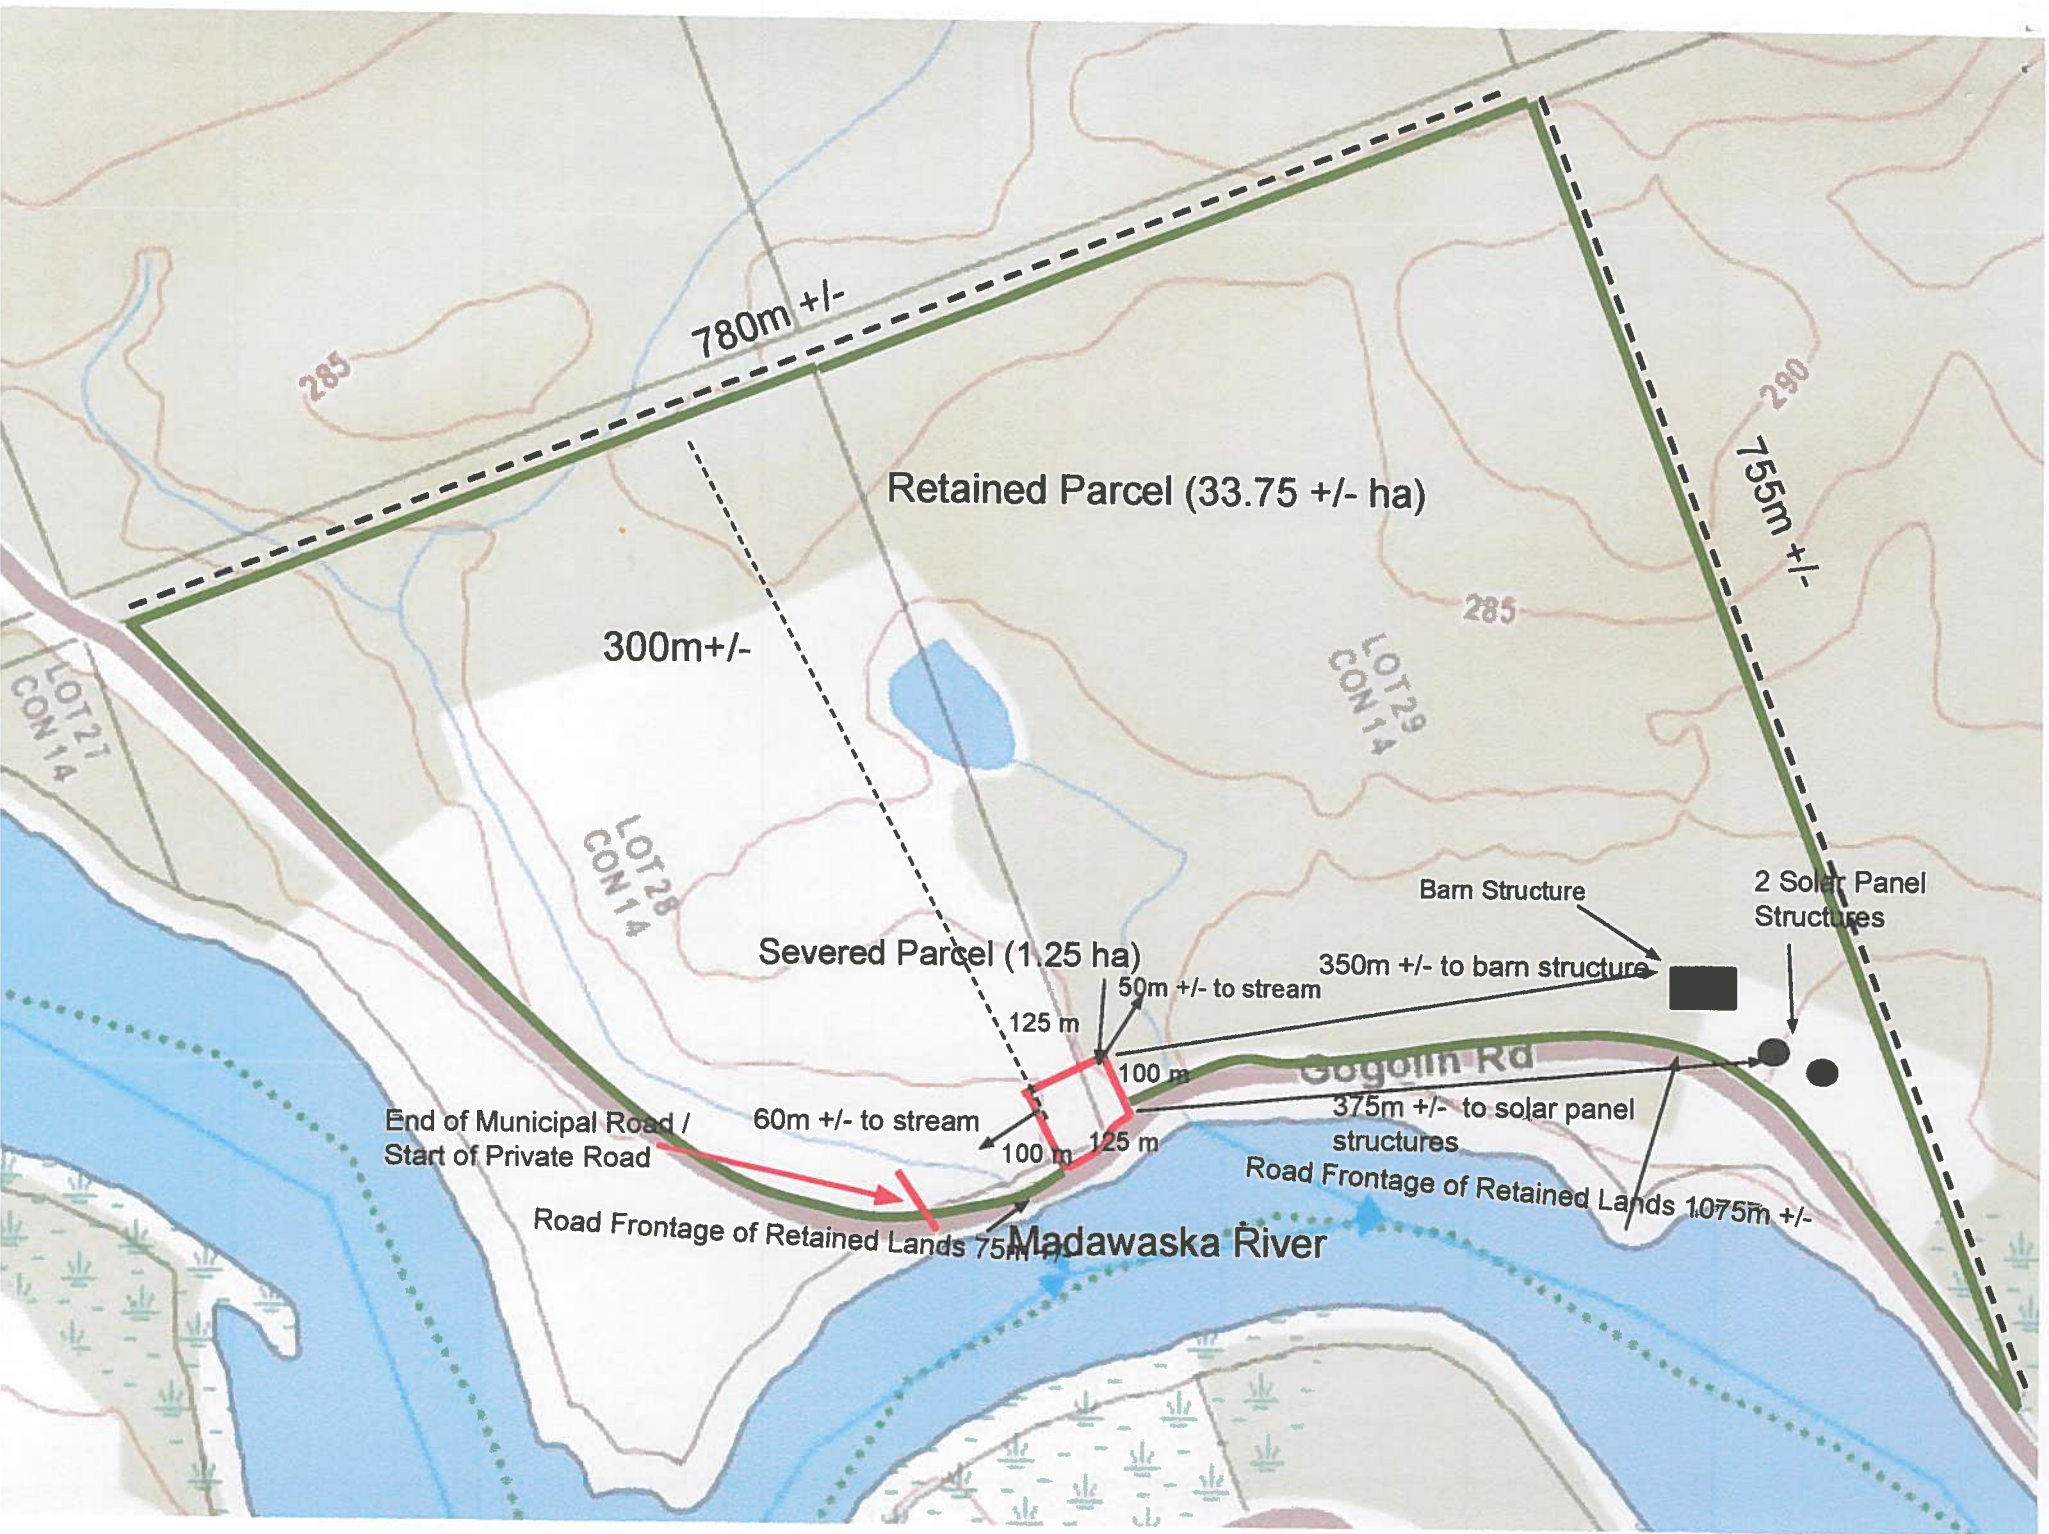 780m +/-
285
290
Retained Parcel (33.75 +/- ha)
755m +/-
300m+/-
285
LOT 27
CON 14
LOT 29
CON 14
LOT 28
CON 14
Barn Structure
2 Solar Panel
Structures
Severed Parcel (1.25 ha)
350m +/- to barn structure
50m +/- to stream
125 m
100 m
Gogolin Rd
End of Municipal Road /
Start of Private Road
60m +/- to stream
100 m
125 m
375m +/- to solar panel
structures
Road Frontage of Retained Lands 1075m +/-
Road Frontage of Retained Lands 75m +/-
Madawaska River